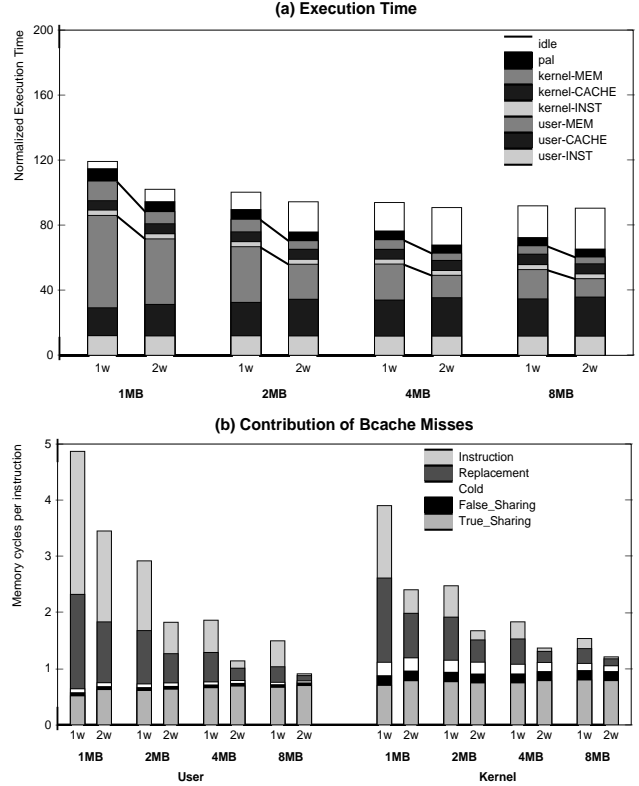 (a) Execution Time
Normalized Execution Time
200
160
120
80
40
0
idle
pal
kernel-MEM
kernel-CACHE
kernel-INST
user-MEM
user-CACHE
user-INST
1w 2w 1w 2w 1w 2w 1w 2w
1MB 2MB 4MB 8MB
(b) Contribution of Bcache Misses
Memory cycles per instruction
5
4
3
2
1
0
Instruction
Replacement
Cold
False_Sharing
True_Sharing
1w 2w 1w 2w 1w 2w 1w 2w 1w 2w 1w 2w 1w 2w 1w 2w
1MB 2MB 4MB 8MB 1MB 2MB 4MB 8MB
User Kernel